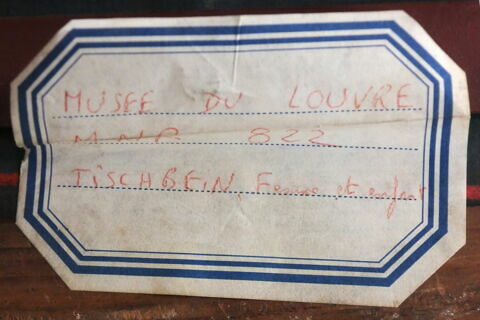 MUSEE DU LOUVRE
MNR 822
TISCHBEIN, Femme et enfant